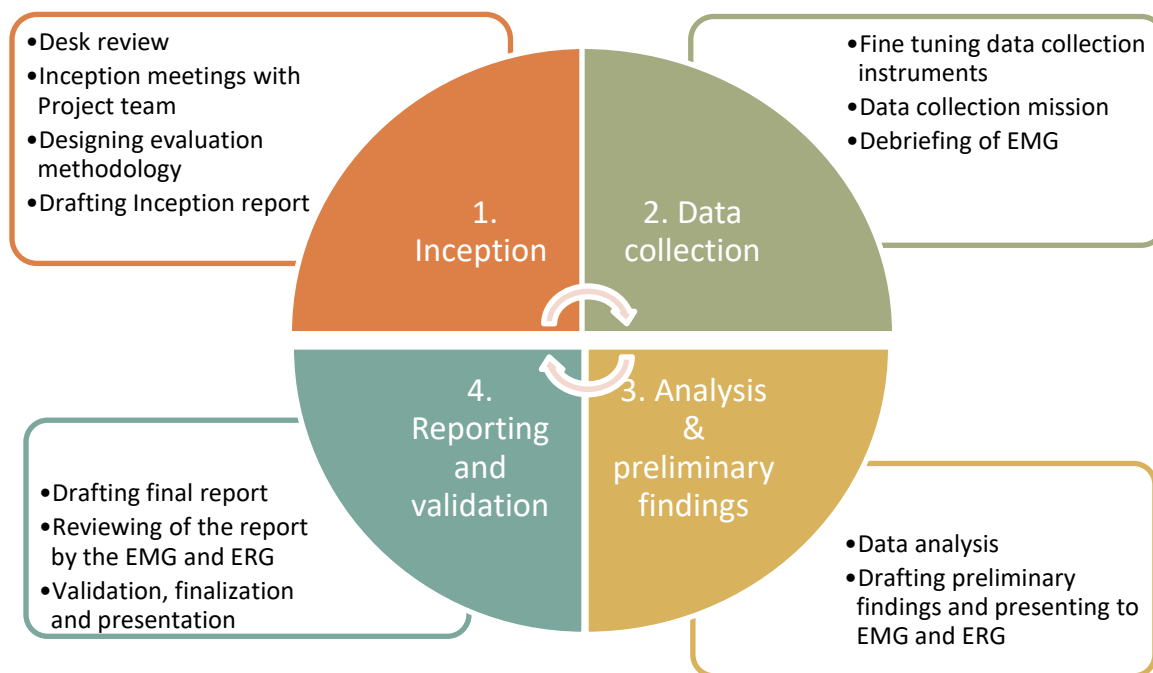 •Desk review
•Inception meetings with
Project team
•Designing evaluation
methodology
•Drafting Inception report
1.
Inception
2. Data
collection
•Fine tuning data collection
instruments
•Data collection mission
•Debriefing of EMG
4.
Reporting
and
validation
3. Analysis
&
preliminary
findings
•Drafting final report
•Reviewing of the report
by the EMG and ERG
•Validation, finalization
and presentation
•Data analysis
•Drafting preliminary
findings and presenting to
EMG and ERG